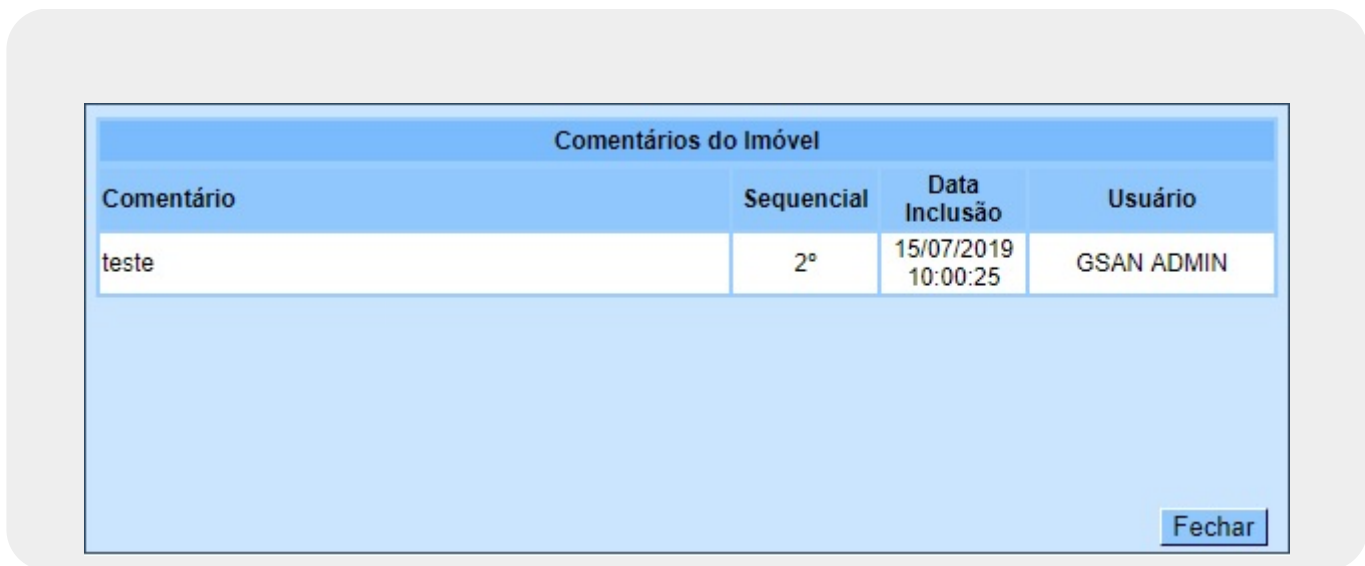 Comentários do Imóvel
Comentário Sequencial Data Inclusão Usuário
teste 2º 15/07/2019 10:00:25 GSAN ADMIN
Fechar